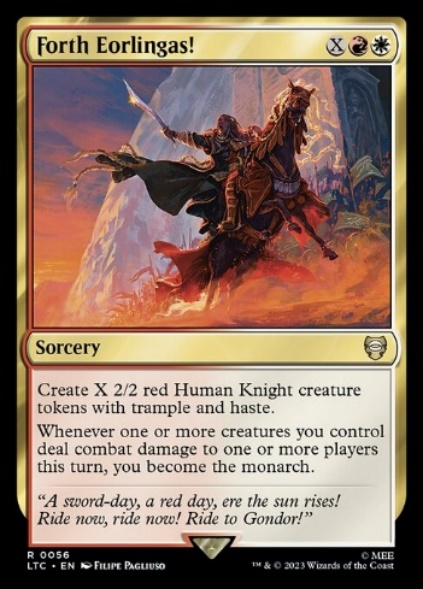 Forth Eorlingas! X
Sorcery
Create X 2/2 red Human Knight creature
tokens with trample and haste.
Whenever one or more creatures you control
deal combat damage to one or more players
this turn, you become the monarch.
“A sword-day, a red day, ere the sun rises!
Ride now, ride now! Ride to Gondor!”
R 0056 © MEE
LTC • EN Filipe Pagliuso ™ & © 2023 Wizards of the Coast